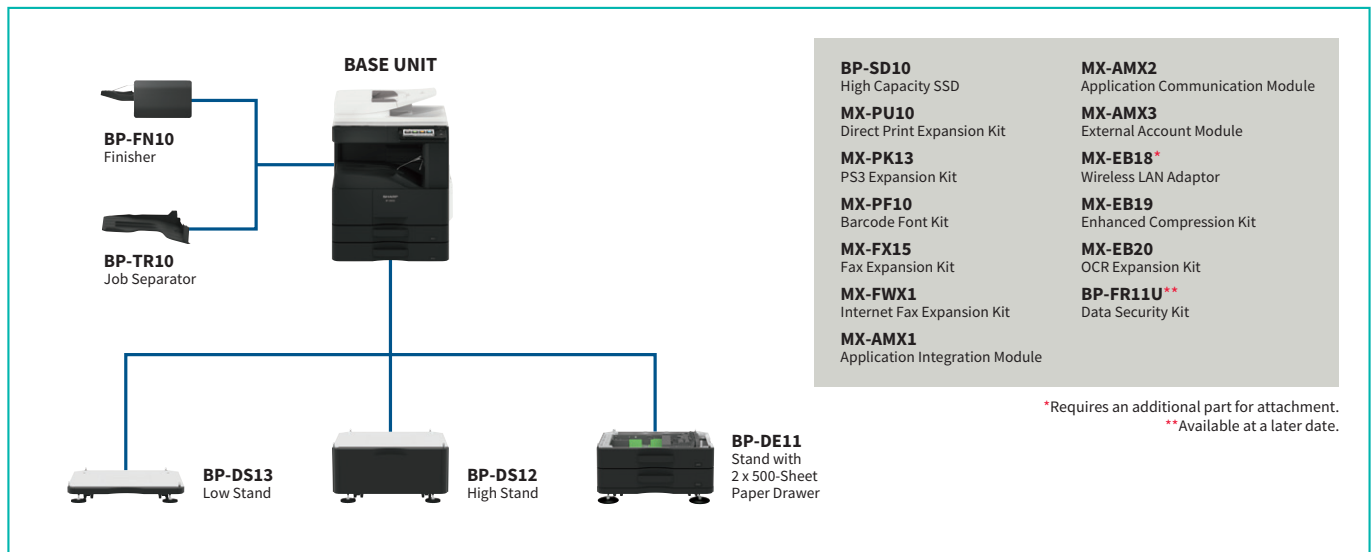 BASE UNIT
BP-FN10
Finisher
BP-TR10
Job Separator
BP-DS13
Low Stand
BP-DS12
High Stand
BP-DE11
Stand with
2 x 500-Sheet
Paper Drawer
BP-SD10
High Capacity SSD
MX-PU10
Direct Print Expansion Kit
MX-PK13
PS3 Expansion Kit
MX-PF10
Barcode Font Kit
MX-FX15
Fax Expansion Kit
MX-FWX1
Internet Fax Expansion Kit
MX-AMX1
Application Integration Module
MX-AMX2
Application Communication Module
MX-AMX3
External Account Module
MX-EB18*
Wireless LAN Adaptor
MX-EB19
Enhanced Compression Kit
MX-EB20
OCR Expansion Kit
BP-FR11U**
Data Security Kit
*Requires an additional part for attachment.
**Available at a later date.